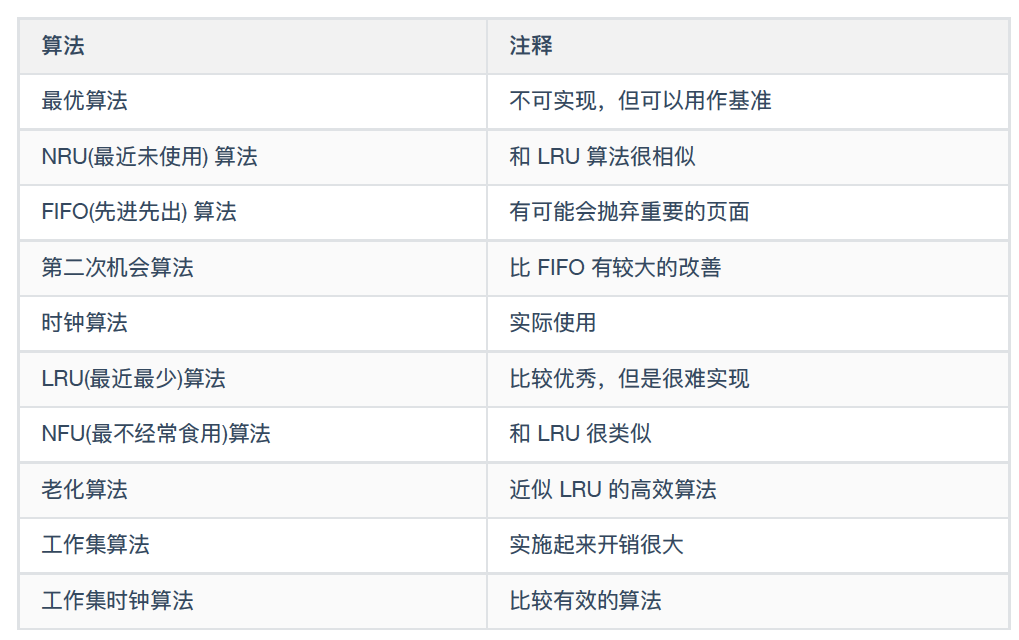 算法 注释
最优算法 不可实现，但可以用作基准
NRU(最近未使用) 算法 和 LRU 算法很相似
FIFO(先进先出) 算法 有可能会抛弃重要的页面
第二次机会算法 比 FIFO 有较大的改善
时钟算法 实际使用
LRU(最近最少)算法 比较优秀，但是很难实现
NFU(最不经常食用)算法 和 LRU 很类似
老化算法 近似 LRU 的高效算法
工作集算法 实施起来开销很大
工作集时钟算法 比较有效的算法